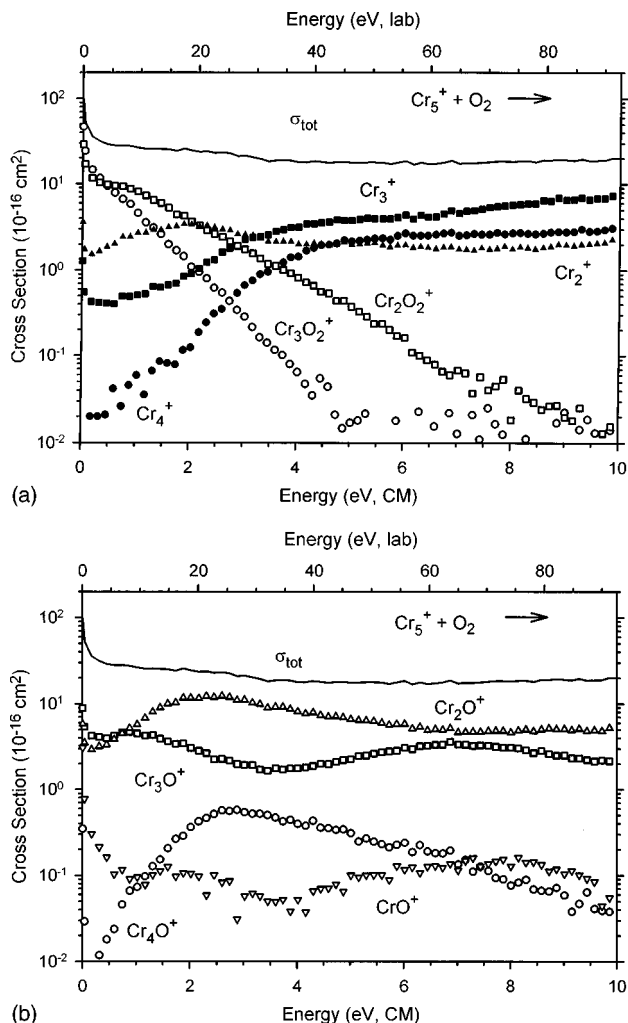 Energy (eV, lab)
0 20 40 60 80
Cr₅⁺ + O₂ →
σtot
Cr₃⁺
Cr₂⁺
Cr₂O₂⁺
Cr₃O₂⁺
Cr₄⁺
Cross Section (10⁻¹⁶ cm²)
10²
10¹
10⁰
10⁻¹
10⁻²
0 2 4 6 8 10
(a)
Energy (eV, CM)
Energy (eV, lab)
0 20 40 60 80
Cr₅⁺ + O₂ →
σtot
Cr₂O⁺
Cr₃O⁺
Cr₄O⁺
CrO⁺
Cross Section (10⁻¹⁶ cm²)
10²
10¹
10⁰
10⁻¹
10⁻²
0 2 4 6 8 10
(b)
Energy (eV, CM)